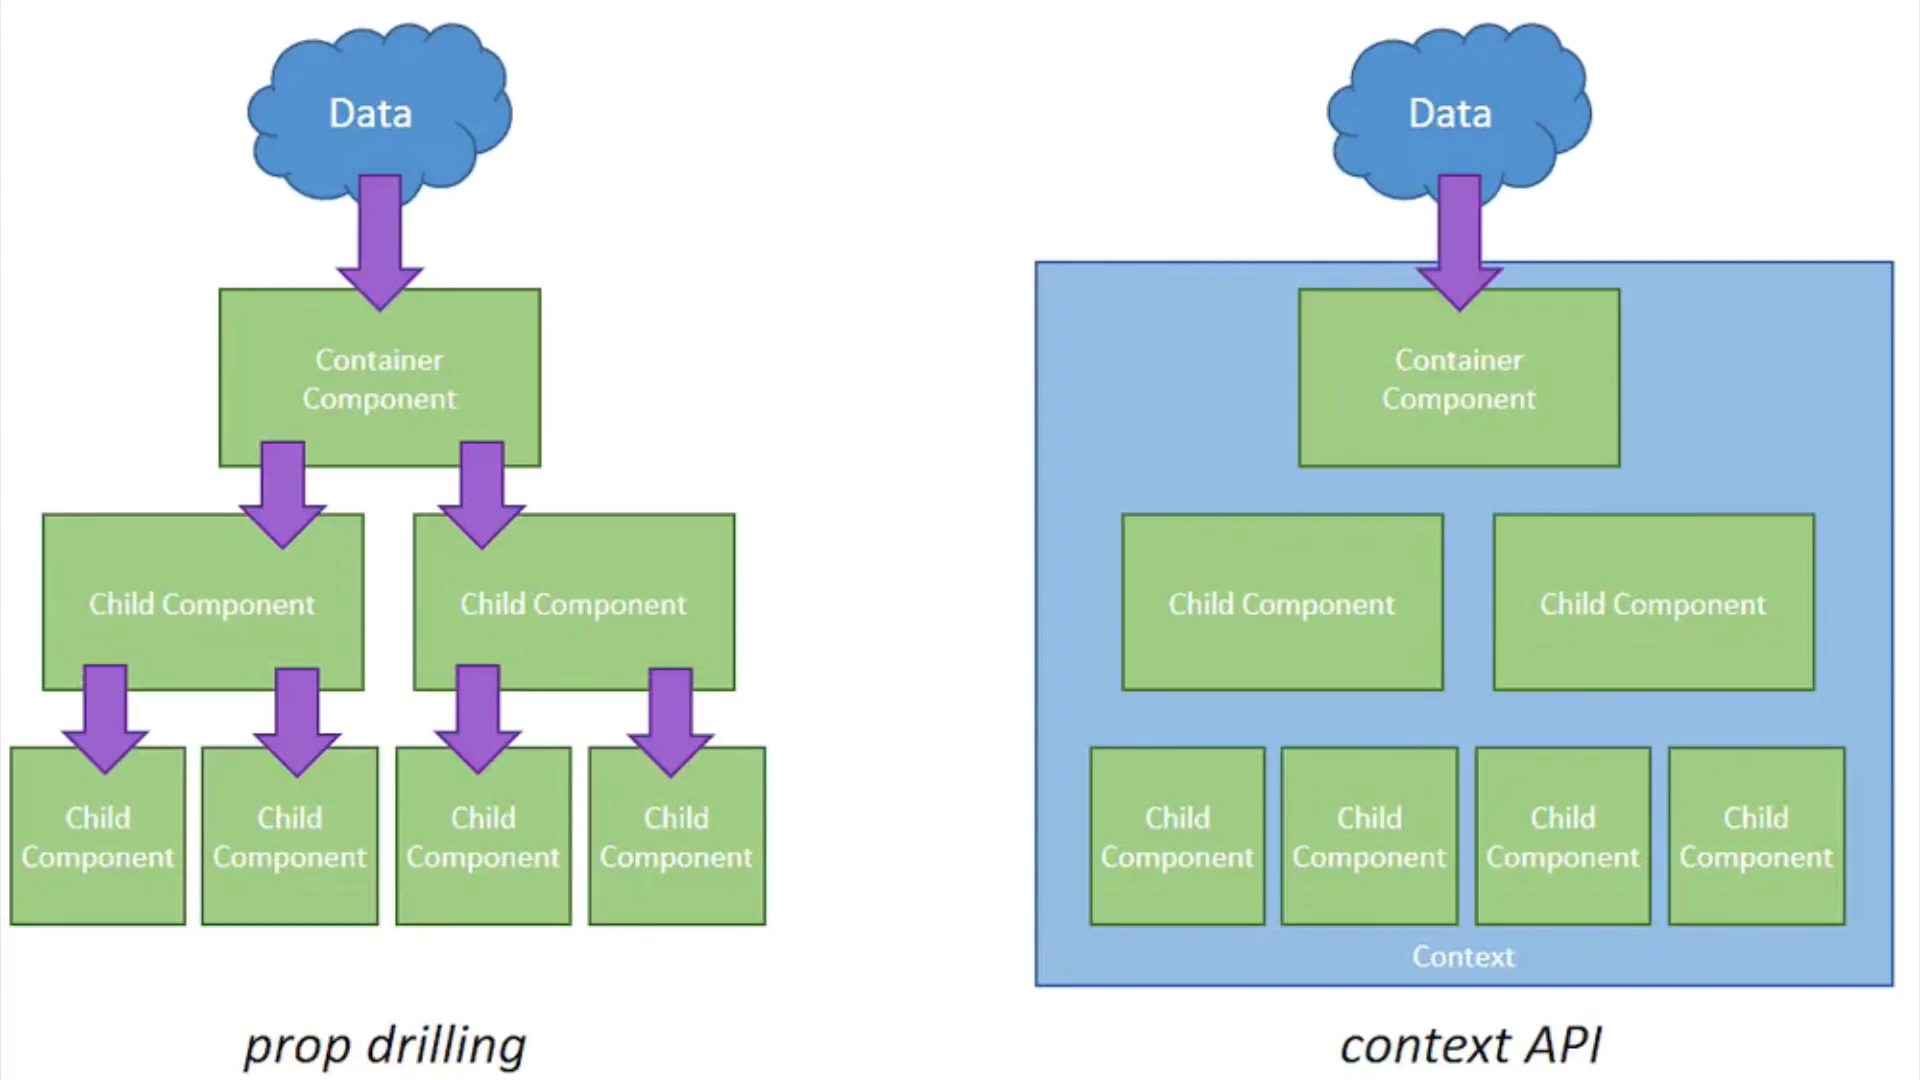 Data
Container
Component
Child Component
Child Component
Child
Component
Child
Component
Child
Component
Child
Component
prop drilling
Data
Container
Component
Child Component
Child Component
Child
Component
Child
Component
Child
Component
Child
Component
Context
context API